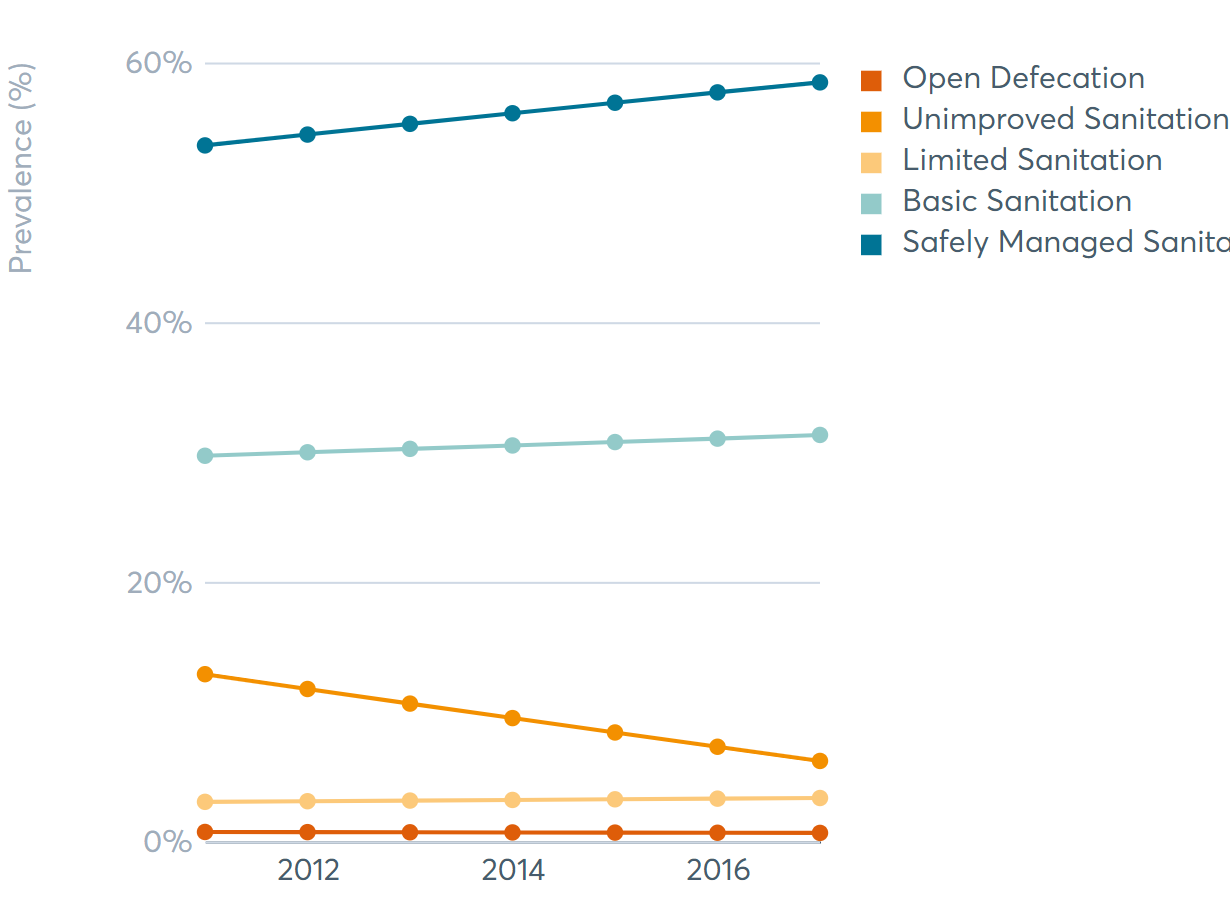 Prevalence (%)
60%
40%
20%
0%
2012
2014
2016
Open Defecation
Unimproved Sanitation
Limited Sanitation
Basic Sanitation
Safely Managed Sanita